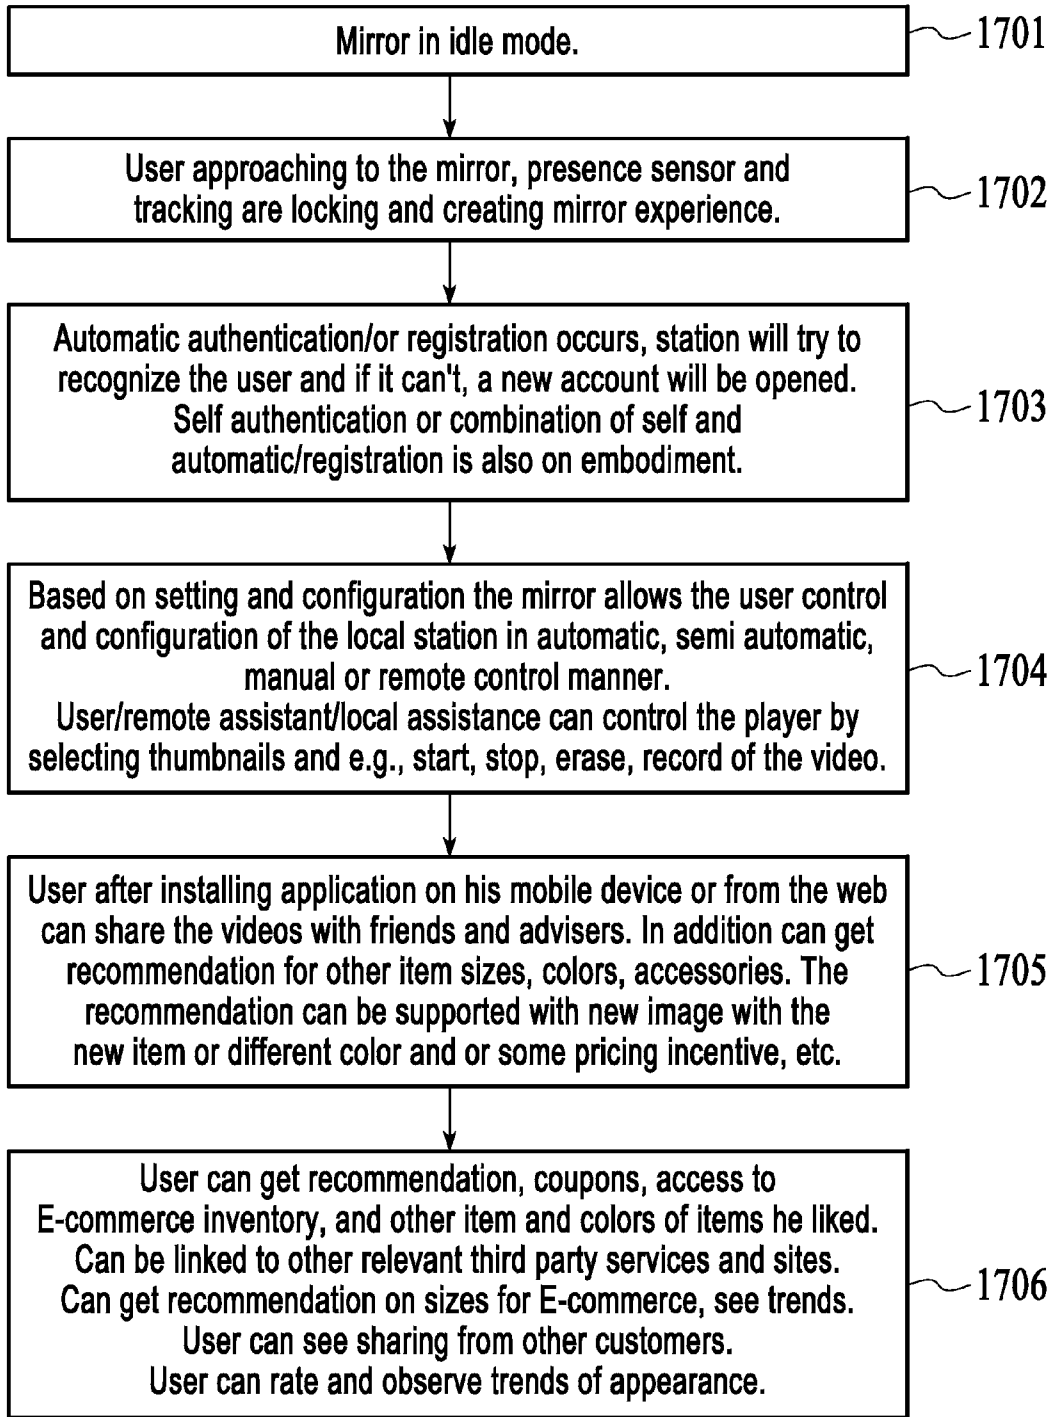 Mirror in idle mode.
1701
User approaching to the mirror, presence sensor and
tracking are locking and creating mirror experience.
1702
Automatic authentication/or registration occurs, station will try to
recognize the user and if it can't, a new account will be opened.
Self authentication or combination of self and
automatic/registration is also on embodiment.
1703
Based on setting and configuration the mirror allows the user control
and configuration of the local station in automatic, semi automatic,
manual or remote control manner.
User/remote assistant/local assistance can control the player by
selecting thumbnails and e.g., start, stop, erase, record of the video.
1704
User after installing application on his mobile device or from the web
can share the videos with friends and advisers. In addition can get
recommendation for other item sizes, colors, accessories. The
recommendation can be supported with new image with the
new item or different color and or some pricing incentive, etc.
1705
User can get recommendation, coupons, access to
E-commerce inventory, and other item and colors of items he liked.
Can be linked to other relevant third party services and sites.
Can get recommendation on sizes for E-commerce, see trends.
User can see sharing from other customers.
User can rate and observe trends of appearance.
1706